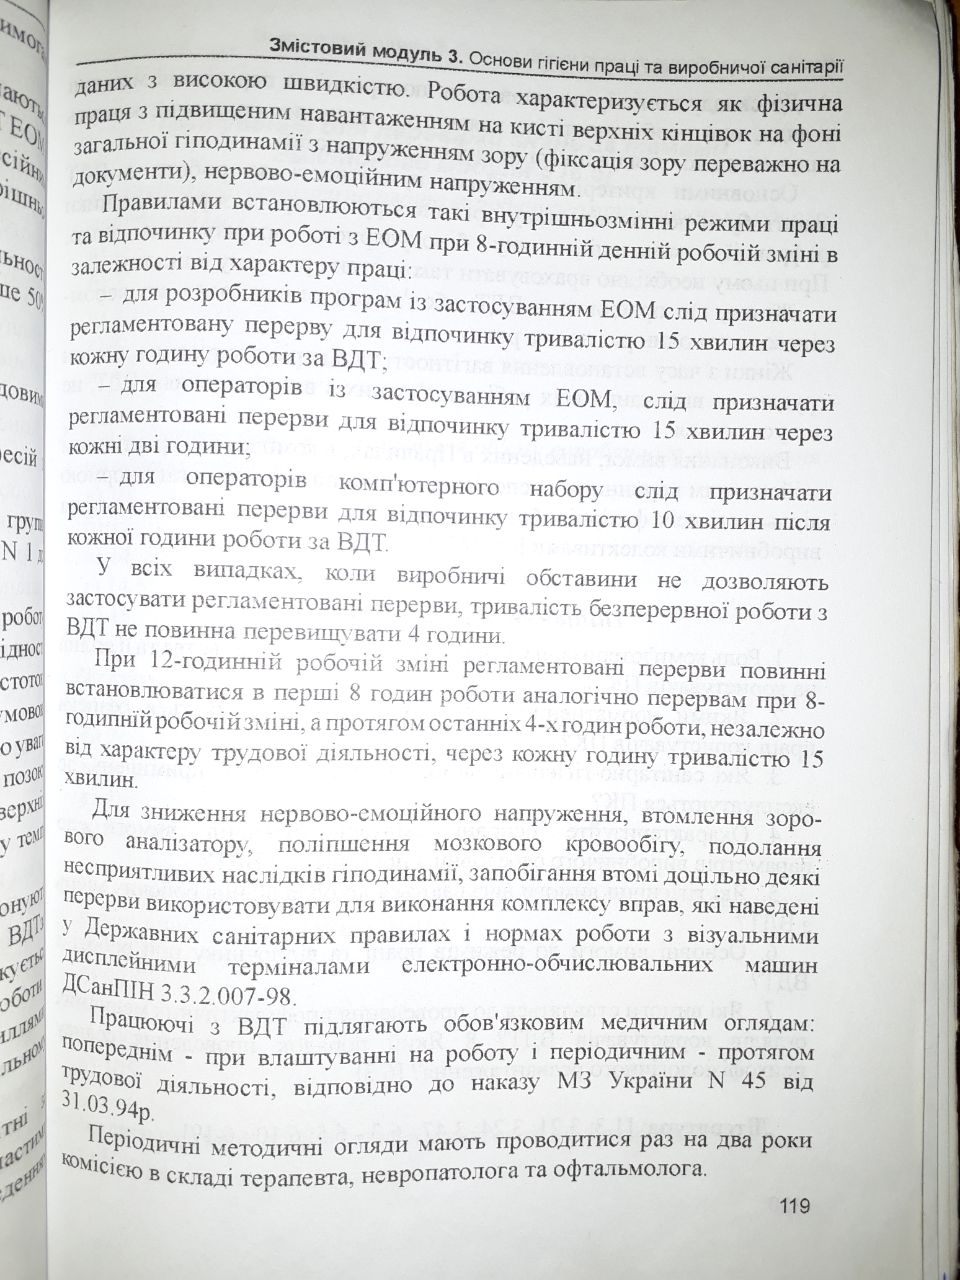 Змістовий модуль 3. Основи гігієни праці та виробничої санітарії
даних з високою швидкістю. Робота характеризується як фізична
праця з підвищеним навантаженням на кисті верхніх кінцівок на фоні
загальної гіподинамії з напруженням зору (фіксація зору переважно на
документи), нервово-емоційним напруженням.
Правилами встановлюються такі внутрішньозмінні режими праці
та відпочинку при роботі з ЕОМ при 8-годинній денній робочій зміні в
залежності від характеру праці:
– для розробників програм із застосуванням ЕОМ слід призначати
регламентовану перерву для відпочинку тривалістю 15 хвилин через
кожну годину роботи за ВДТ;
– для операторів із застосуванням ЕОМ, слід призначати
регламентовані перерви для відпочинку тривалістю 15 хвилин через
кожні дві години;
– для операторів комп'ютерного набору слід призначати
регламентовані перерви для відпочинку тривалістю 10 хвилин після
кожної години роботи за ВДТ.
У всіх випадках, коли виробничі обставини не дозволяють
застосувати регламентовані перерви, тривалість безперервної роботи з
ВДТ не повинна перевищувати 4 години.
При 12-годинній робочій зміні регламентовані перерви повинні
встановлюватися в перші 8 годин роботи аналогічно перервам при 8-
годинній робочій зміні, а протягом останніх 4-х годин роботи, незалежно
від характеру трудової діяльності, через кожну годину тривалістю 15
хвилин.
Для зниження нервово-емоційного напруження, втомлення зоро-
вого аналізатору, поліпшення мозкового кровообігу, подолання
несприятливих наслідків гіподинамії, запобігання втомі доцільно деякі
перерви використовувати для виконання комплексу вправ, які наведені
у Державних санітарних правилах і нормах роботи з візуальними
дисплейними терміналами електронно-обчислювальних машин
ДСанПІН 3.3.2.007-98.
Працюючі з ВДТ підлягають обов'язковим медичним оглядам:
попереднім - при влаштуванні на роботу і періодичним - протягом
трудової діяльності, відповідно до наказу МЗ України N 45 від
31.03.94р.
Періодичні методичні огляди мають проводитися раз на два роки
комісією в складі терапевта, невропатолога та офтальмолога.
119